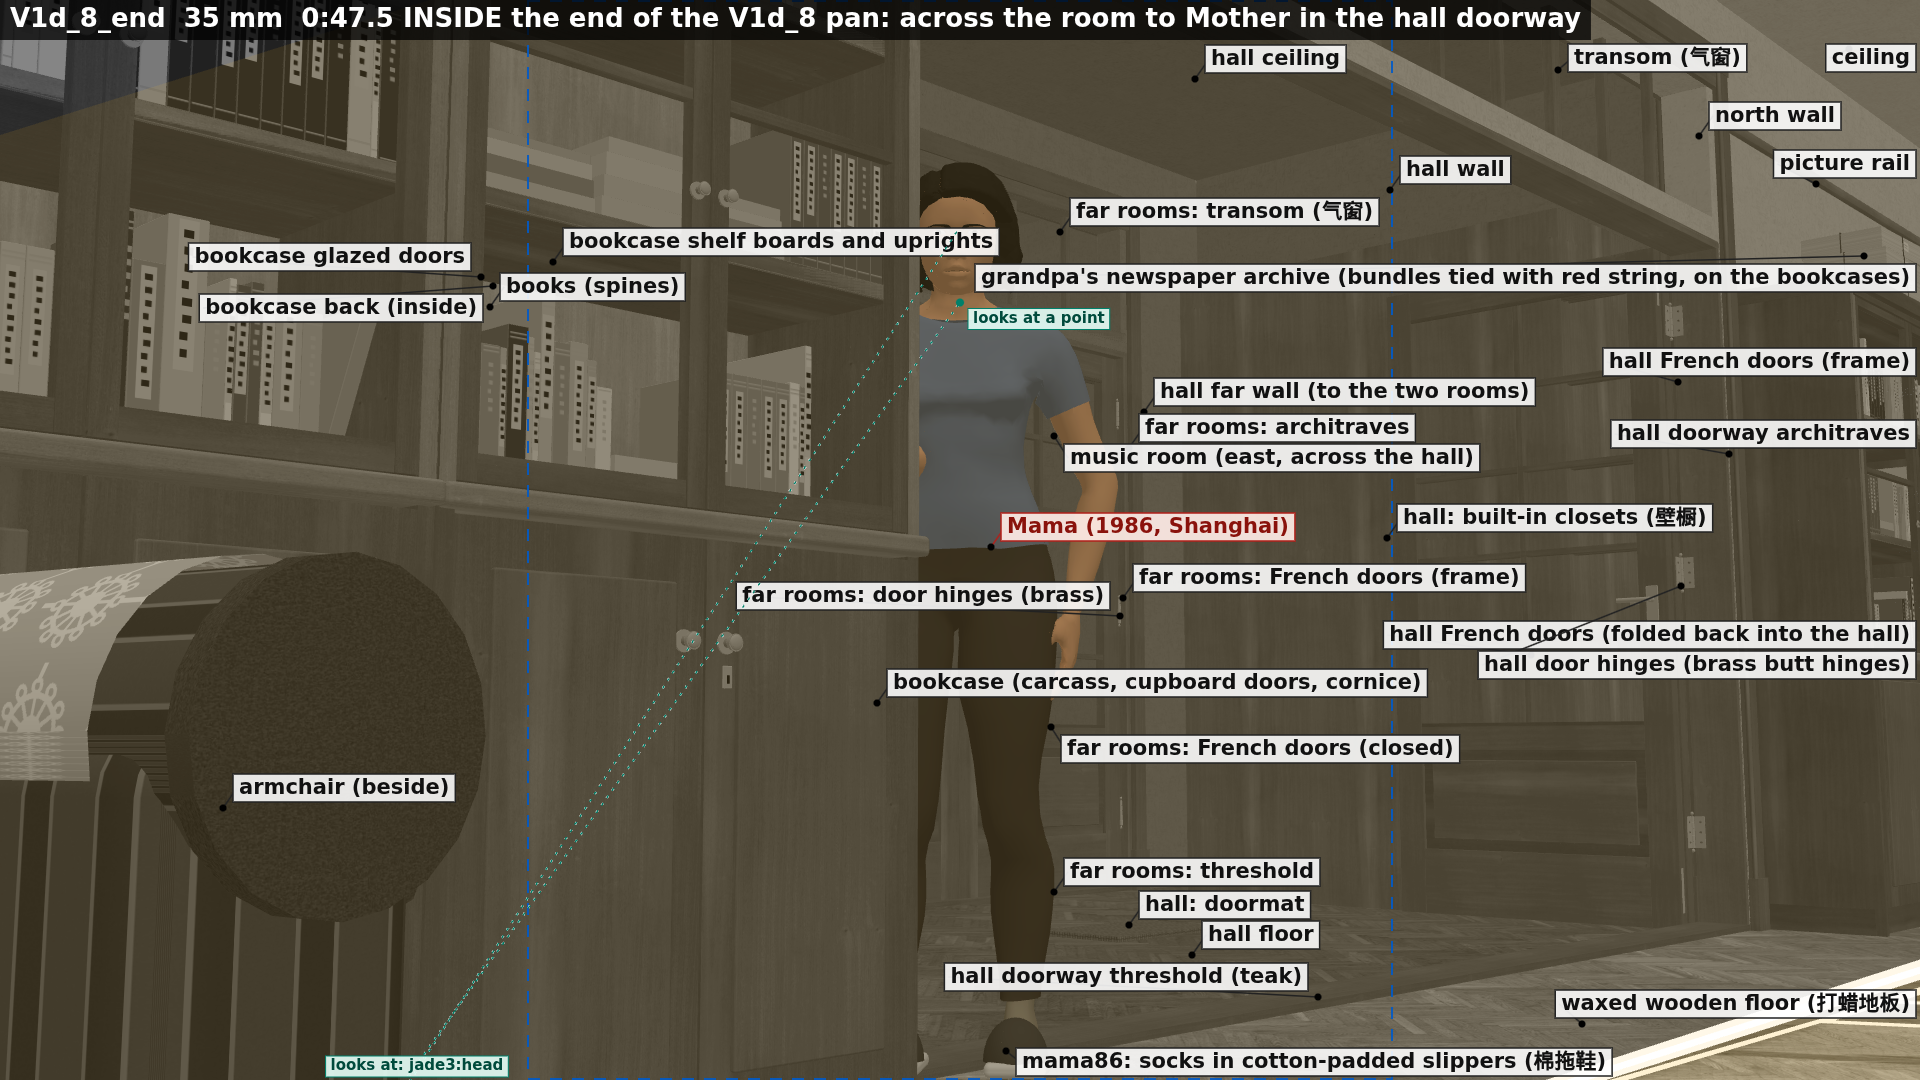 V1d_8_end 35 mm 0:47.5 INSIDE the end of the V1d_8 pan: across the room to Mother in the hall doorway
hall ceiling
transom (气窗)
ceiling
north wall
hall wall
picture rail
far rooms: transom (气窗)
bookcase shelf boards and uprights
bookcase glazed doors
grandpa's newspaper archive (bundles tied with red string, on the bookcases)
books (spines)
bookcase back (inside)
looks at a point
hall French doors (frame)
hall far wall (to the two rooms)
far rooms: architraves
hall doorway architraves
music room (east, across the hall)
hall: built-in closets (壁橱)
Mama (1986, Shanghai)
far rooms: French doors (frame)
far rooms: door hinges (brass)
hall French doors (folded back into the hall)
hall door hinges (brass butt hinges)
bookcase (carcass, cupboard doors, cornice)
far rooms: French doors (closed)
armchair (beside)
far rooms: threshold
hall: doormat
hall floor
hall doorway threshold (teak)
waxed wooden floor (打蜡地板)
mama86: socks in cotton-padded slippers (棉拖鞋)
looks at: jade3:head